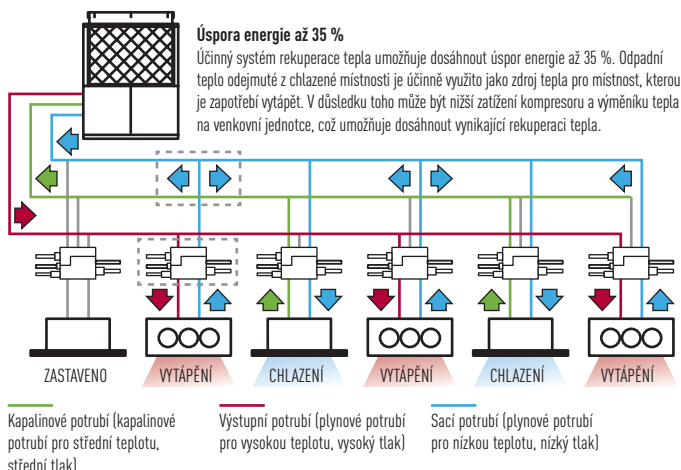 Úspora energie až 35 %
Účinný systém rekuperace tepla umožňuje dosáhnout úspor energie až 35 %. Odpadní
teplo odejmuté z chlazené místnosti je účinně využito jako zdroj tepla pro místnost, kterou
je zapotřebí vytápět. V důsledku toho může být nižší zatížení kompresoru a výměníku tepla
na venkovní jednotce, což umožňuje dosáhnout vynikající rekuperaci tepla.
ZASTAVENO
VYTÁPĚNÍ
CHLAZENÍ
VYTÁPĚNÍ
CHLAZENÍ
VYTÁPĚNÍ
Kapalinové potrubí (kapalinové
potrubí pro střední teplotu,
střední tlak)
Výstupní potrubí (plynové potrubí
pro vysokou teplotu, vysoký tlak)
Sací potrubí (plynové potrubí
pro nízkou teplotu, nízký tlak)